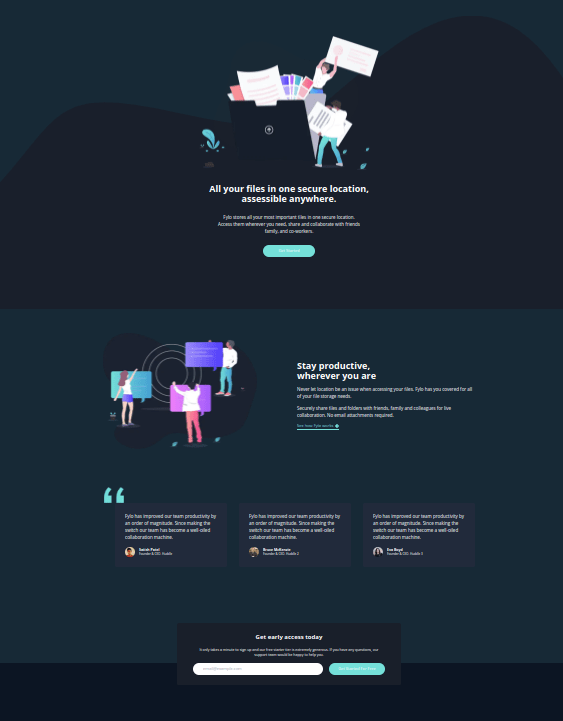 All your files in one secure location,
assessible anywhere.
Fylo stores all your most important files in one secure location.
Access them wherever you need, share and collaborate with friends
family, and co-workers.
Get Started
Stay productive,
wherever you are
Never let location be an issue when accessing your files. Fylo has you covered for all
of your file storage needs.
Securely share files and folders with friends, family and colleagues for live
collaboration. No email attachments required.
See how Fylo works
Fylo has improved our team productivity by
an order of magnitude. Since making the
switch our team has become a well-oiled
collaboration machine.
Satish Patel
Founder & CEO, Huddle
Fylo has improved our team productivity by
an order of magnitude. Since making the
switch our team has become a well-oiled
collaboration machine.
Bruce McKenzie
Founder & CEO, Huddle 2
Fylo has improved our team productivity by
an order of magnitude. Since making the
switch our team has become a well-oiled
collaboration machine.
Eva Boyd
Founder & CEO, Huddle 3
Get early access today
It only takes a minute to sign up and our free starter tier is extremely generous. If you have any questions, our
support team would be happy to help you.
email@example.com
Get Started For Free